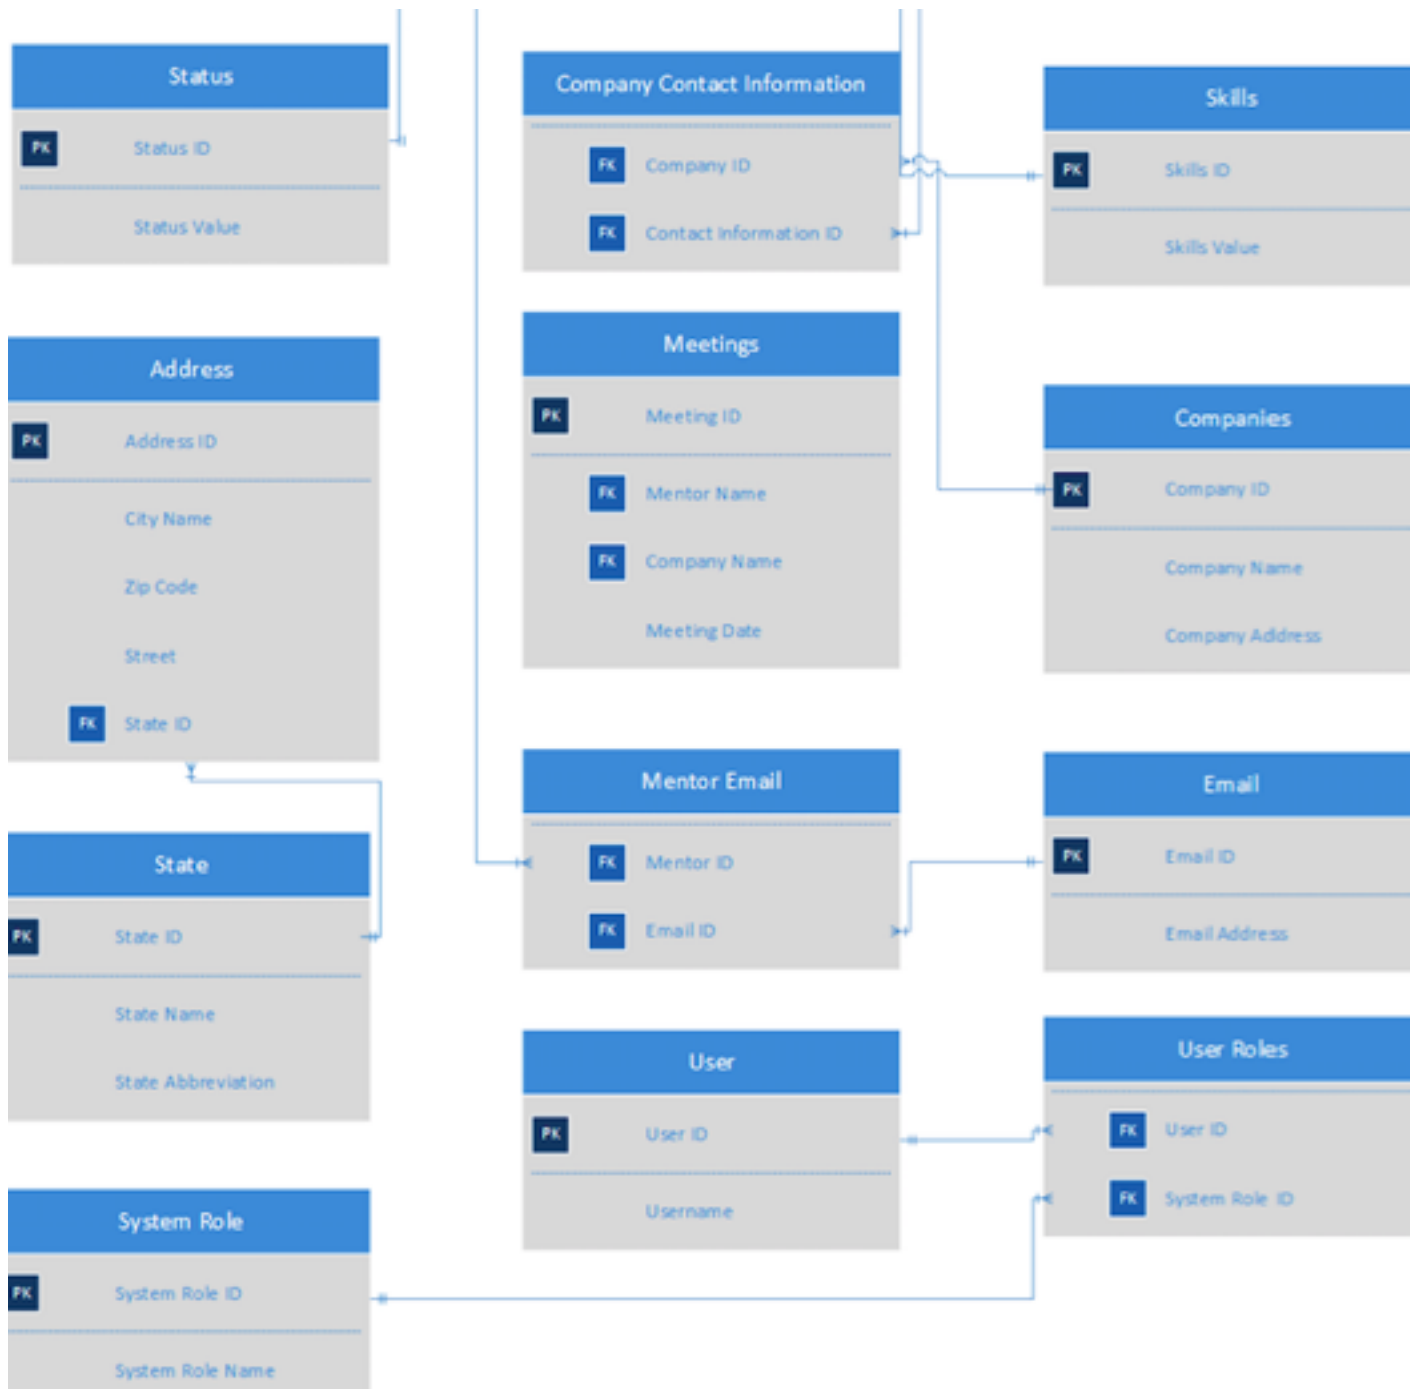 Status
PK Status ID
Status Value
Company Contact Information
FK Company ID
FK Contact Information ID
Skills
PK Skills ID
Skills Value
Address
PK Address ID
City Name
Zip Code
Street
FK State ID
Meetings
PK Meeting ID
FK Mentor Name
FK Company Name
Meeting Date
Companies
PK Company ID
Company Name
Company Address
State
PK State ID
State Name
State Abbreviation
Mentor Email
FK Mentor ID
FK Email ID
Email
PK Email ID
Email Address
User
PK User ID
Username
User Roles
FK User ID
FK System Role ID
System Role
PK System Role ID
System Role Name